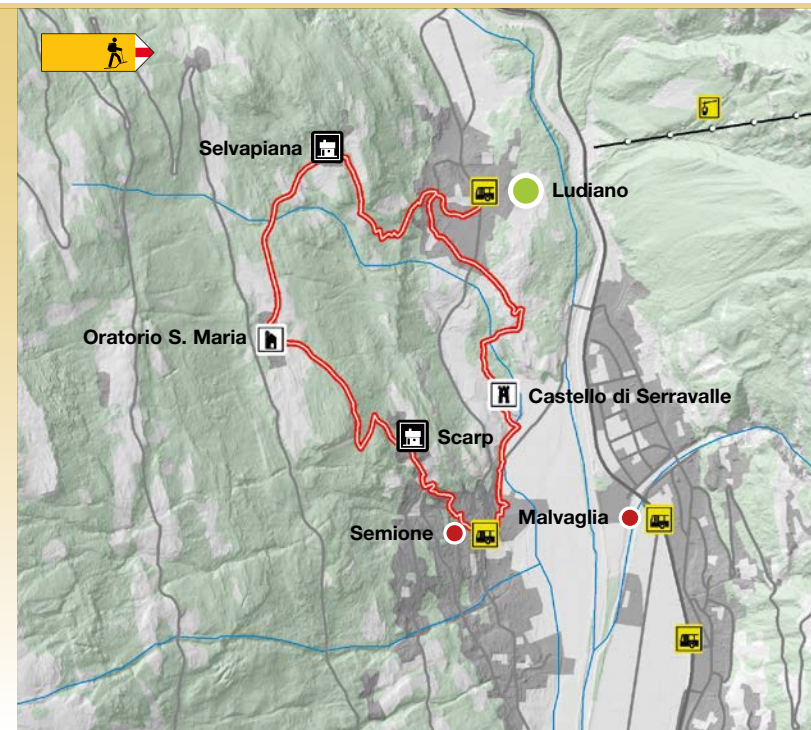 Selvapiana
Ludiano
Oratorio S. Maria
Castello di Serravalle
Scarp
Malvaglia
Semione